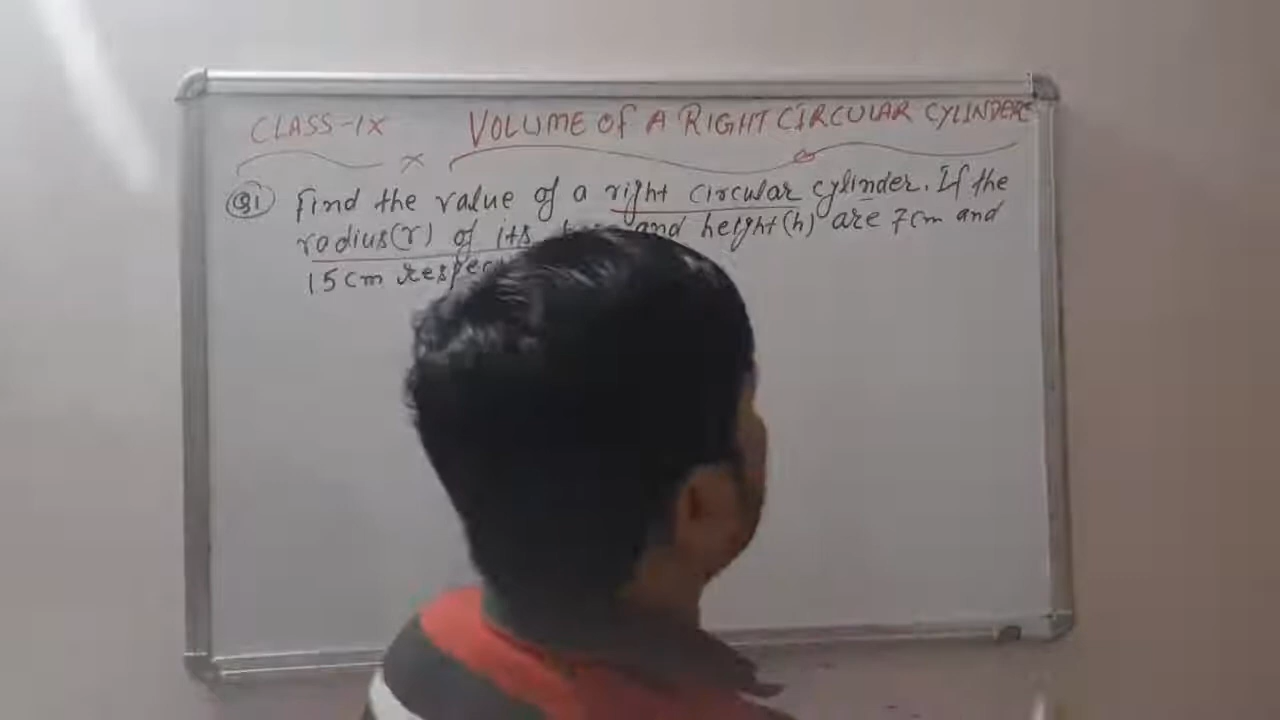 CLASS-IX VOLUME OF A RIGHT CIRCULAR CYLINDERS
Q1 Find the value of a right circular cylinder. If the
radius(r) of its and height(h) are 7cm and
15cm